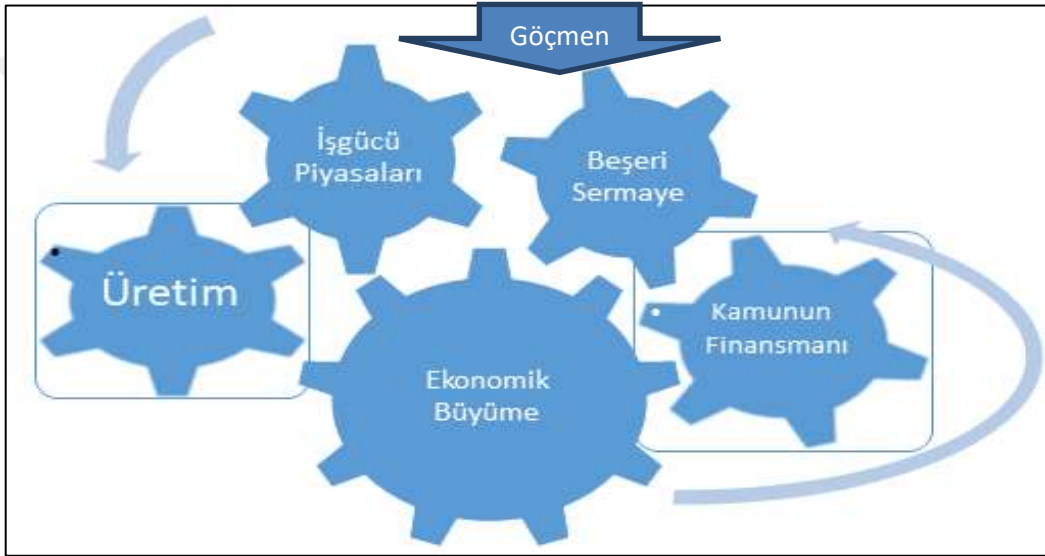 Göçmen
İşgücü
Piyasaları
Beşeri
Sermaye
Üretim
Kamunun
Finansmanı
Ekonomik
Büyüme